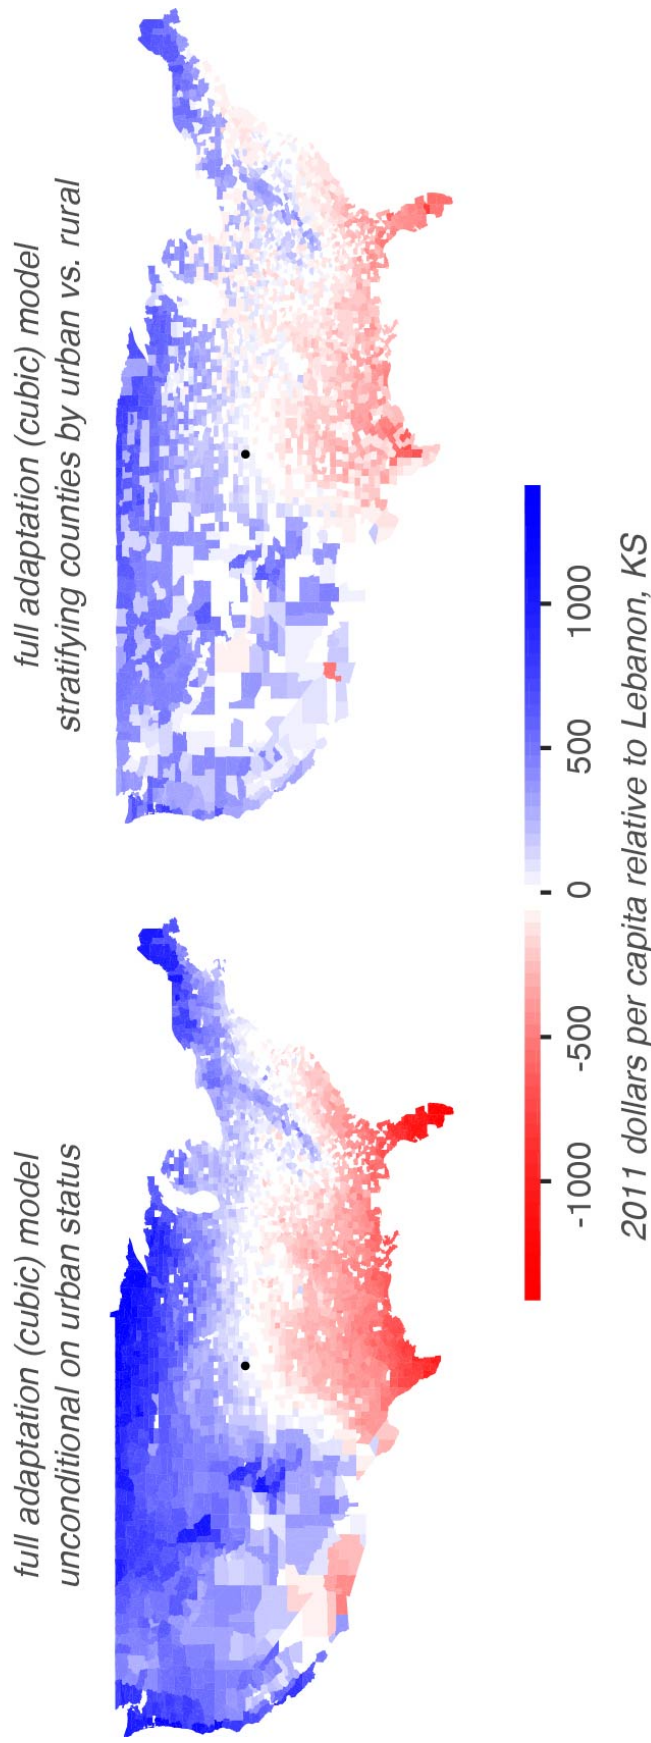 full adaptation (cubic) model
unconditional on urban status
full adaptation (cubic) model
stratifying counties by urban vs. rural
-1000
-500
0
500
1000
2011 dollars per capita relative to Lebanon, KS